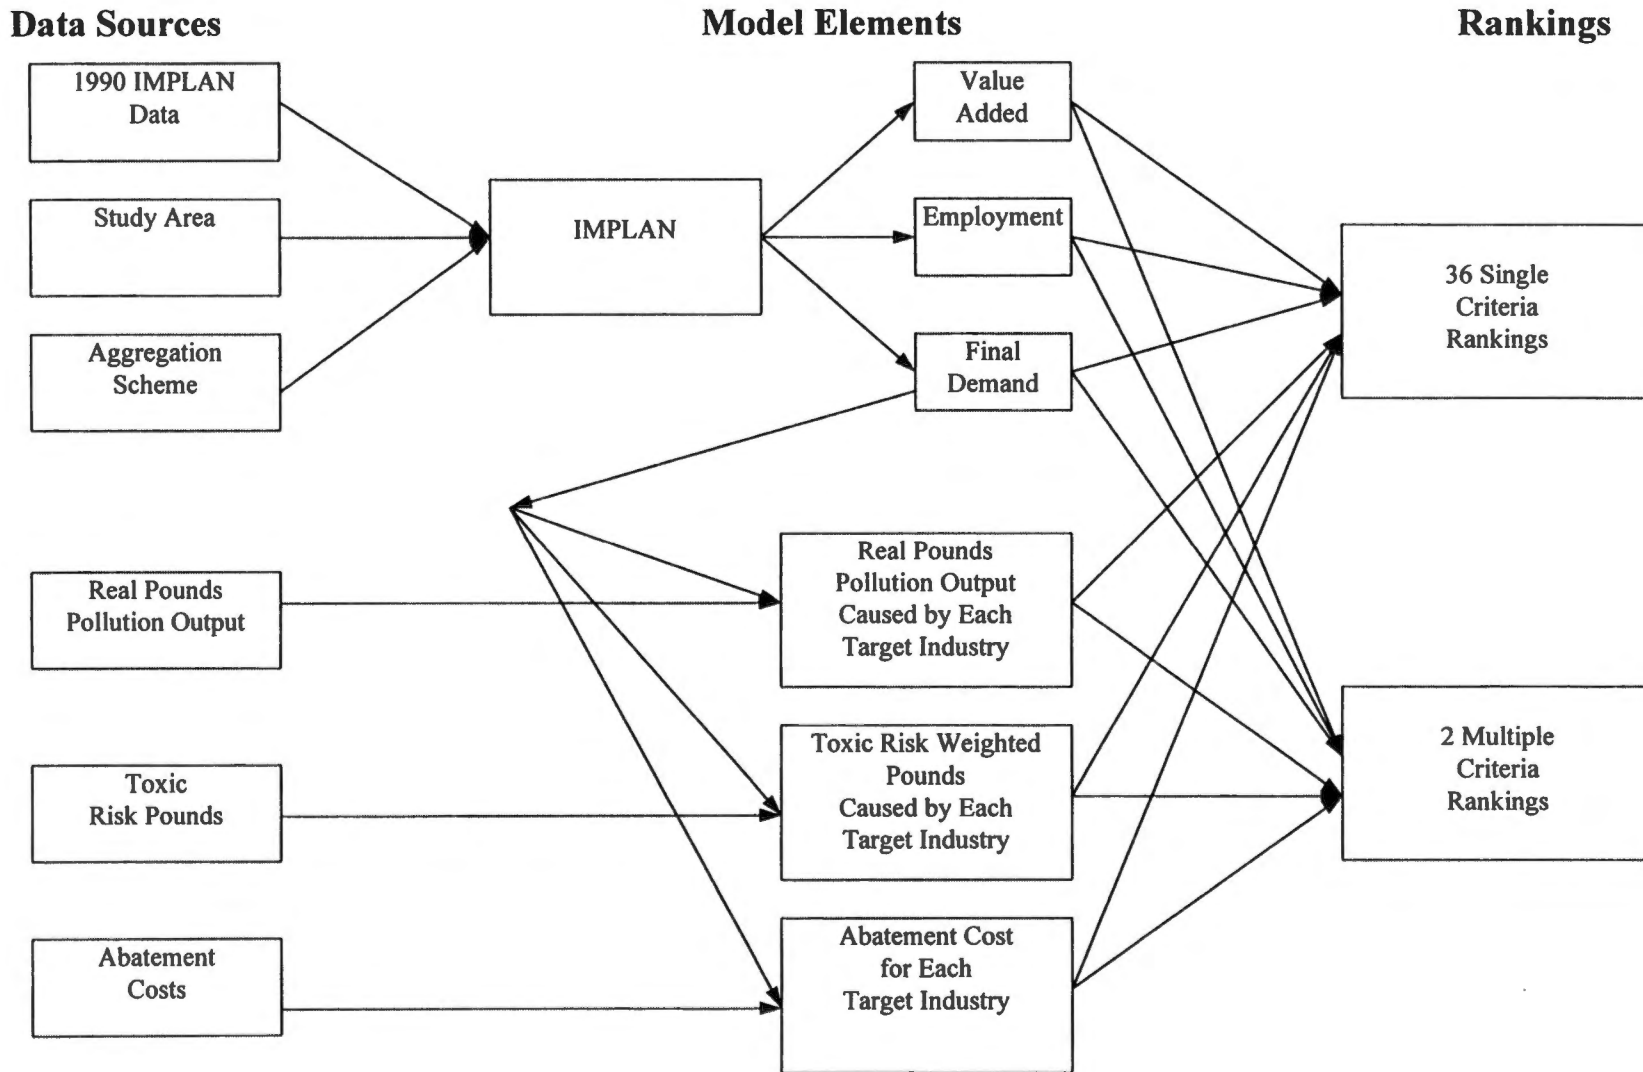 Data Sources
Model Elements
Rankings
1990 IMPLAN
Data
Study Area
Aggregation
Scheme
IMPLAN
Value
Added
Employment
Final
Demand
36 Single
Criteria
Rankings
Real Pounds
Pollution Output
Real Pounds
Pollution Output
Caused by Each
Target Industry
Toxic
Risk Pounds
Toxic Risk Weighted
Pounds
Caused by Each
Target Industry
2 Multiple
Criteria
Rankings
Abatement
Costs
Abatement Cost
for Each
Target Industry